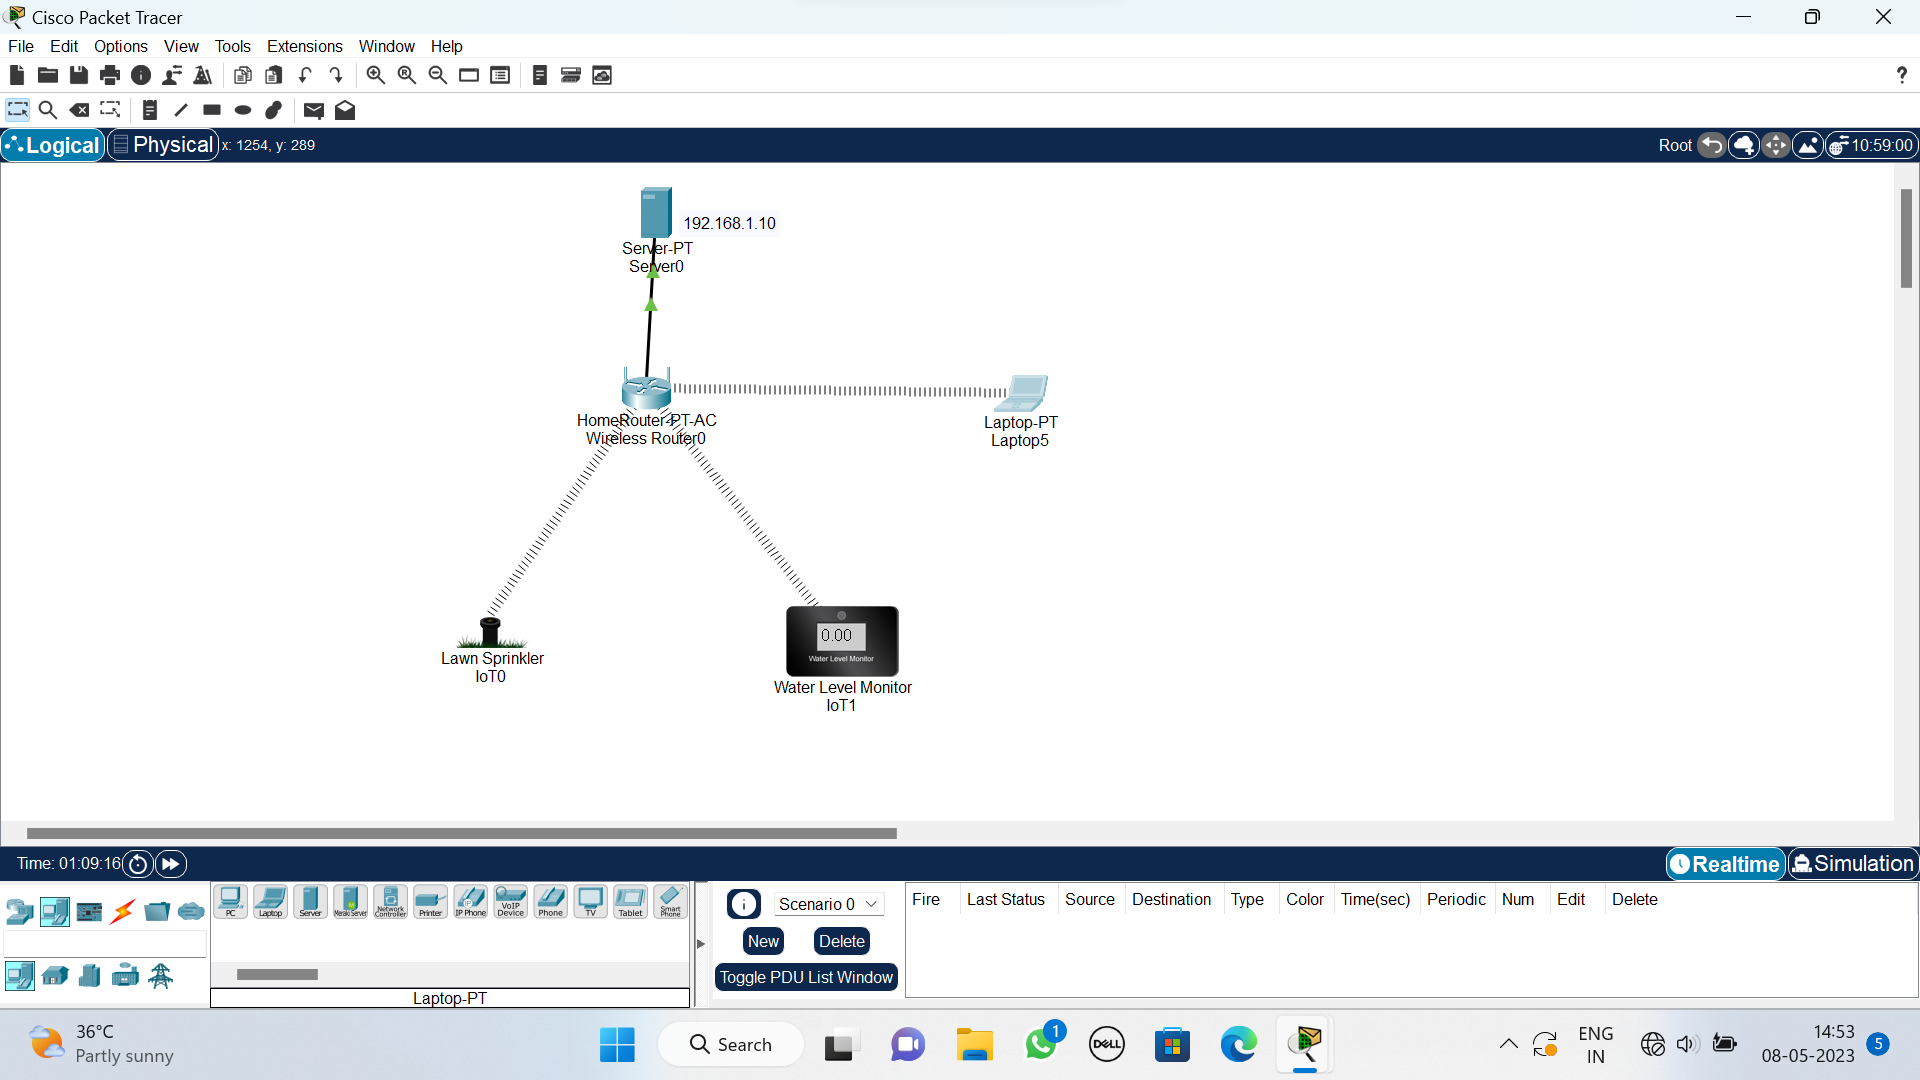 Cisco Packet Tracer
File Edit Options View Tools Extensions Window Help
?
Logical Physical x: 1254, y: 289 Root 10:59:00
192.168.1.10
Server-PT
Server0
HomeRouter-PT-AC
Wireless Router0
Laptop-PT
Laptop5
0.00
Water Level Monitor
Lawn Sprinkler
IoT0
Water Level Monitor
IoT1
Time: 01:09:16 Realtime Simulation
PC Laptop Server Meraki Server Network Controller Printer IP Phone VoIP Device Phone TV Tablet Smart Phone
Scenario 0
New Delete
Toggle PDU List Window
Fire Last Status Source Destination Type Color Time(sec) Periodic Num Edit Delete
Laptop-PT
36°C
Partly sunny
Search
1
DELL
ENG
IN
14:53
08-05-2023
5